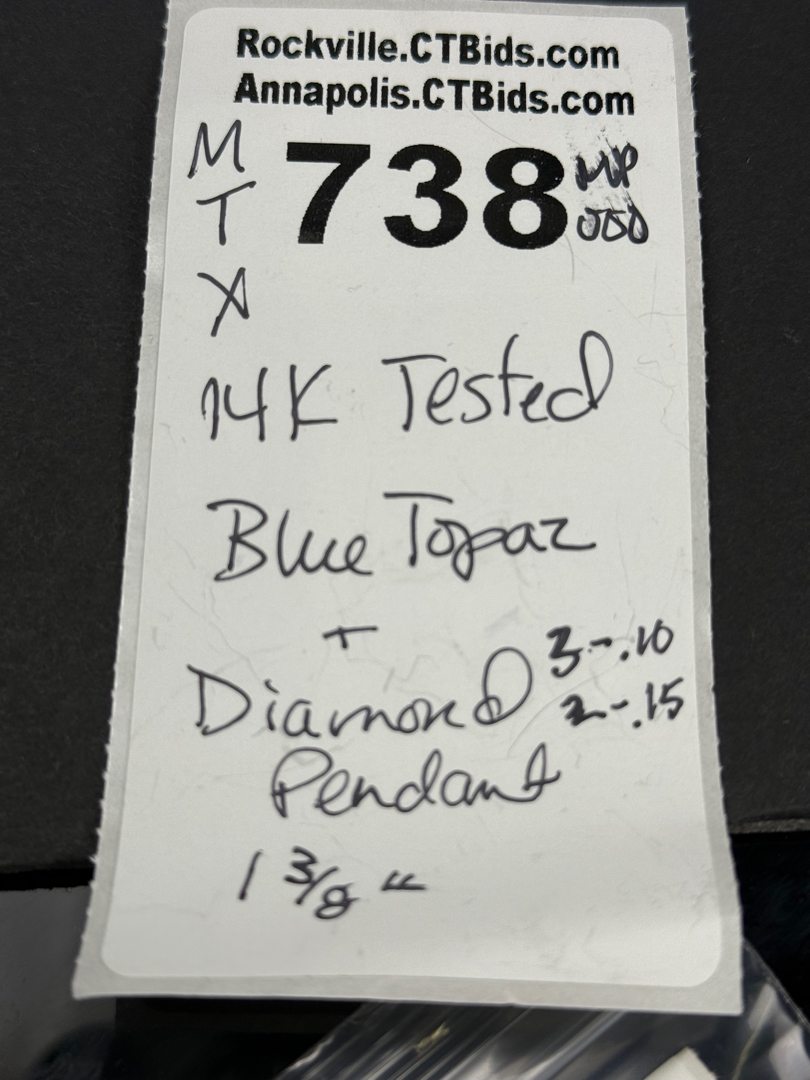 Rockville.CTBids.com
Annapolis.CTBids.com
M
T
X
738
MP
14K Tested
Blue Topaz
+
Diamond 3-.10
2-.15
Pendant
1 3/8 "